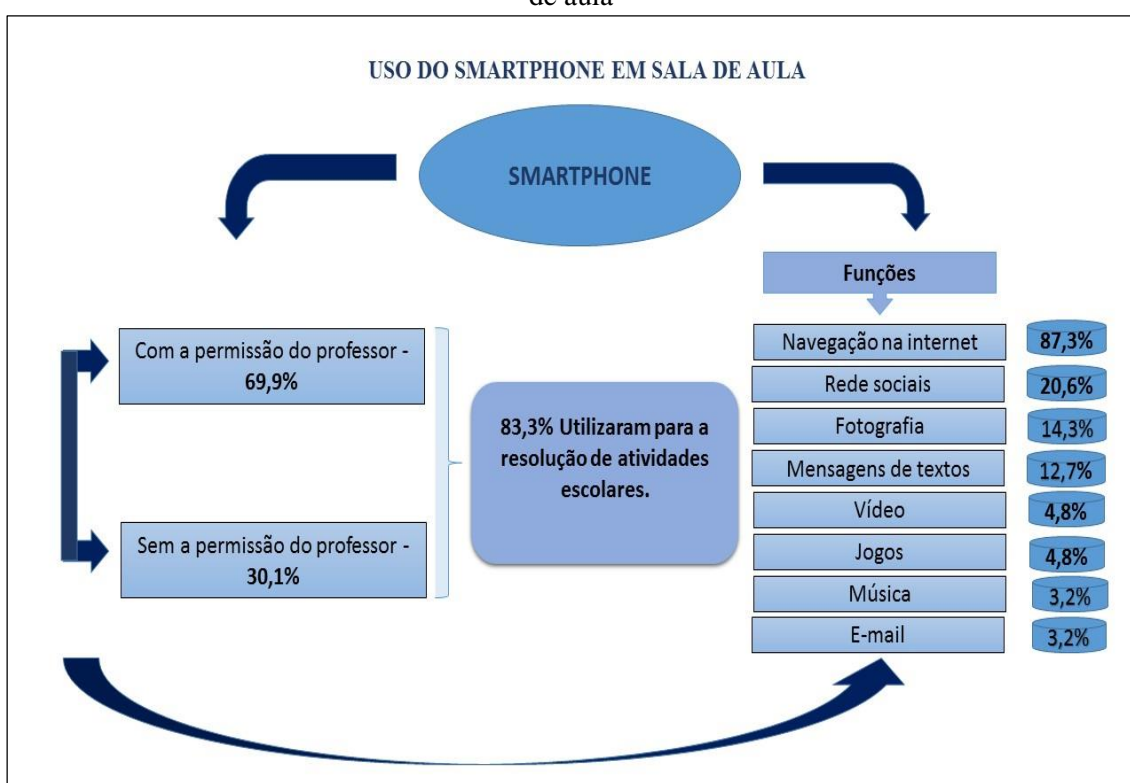 de aula
USO DO SMARTPHONE EM SALA DE AULA
SMARTPHONE
Com a permissão do professor -
69,9%
Sem a permissão do professor -
30,1%
83,3% Utilizaram para a
resolução de atividades
escolares.
Funções
Navegação na internet 87,3%
Rede sociais 20,6%
Fotografia 14,3%
Mensagens de textos 12,7%
Vídeo 4,8%
Jogos 4,8%
Música 3,2%
E-mail 3,2%